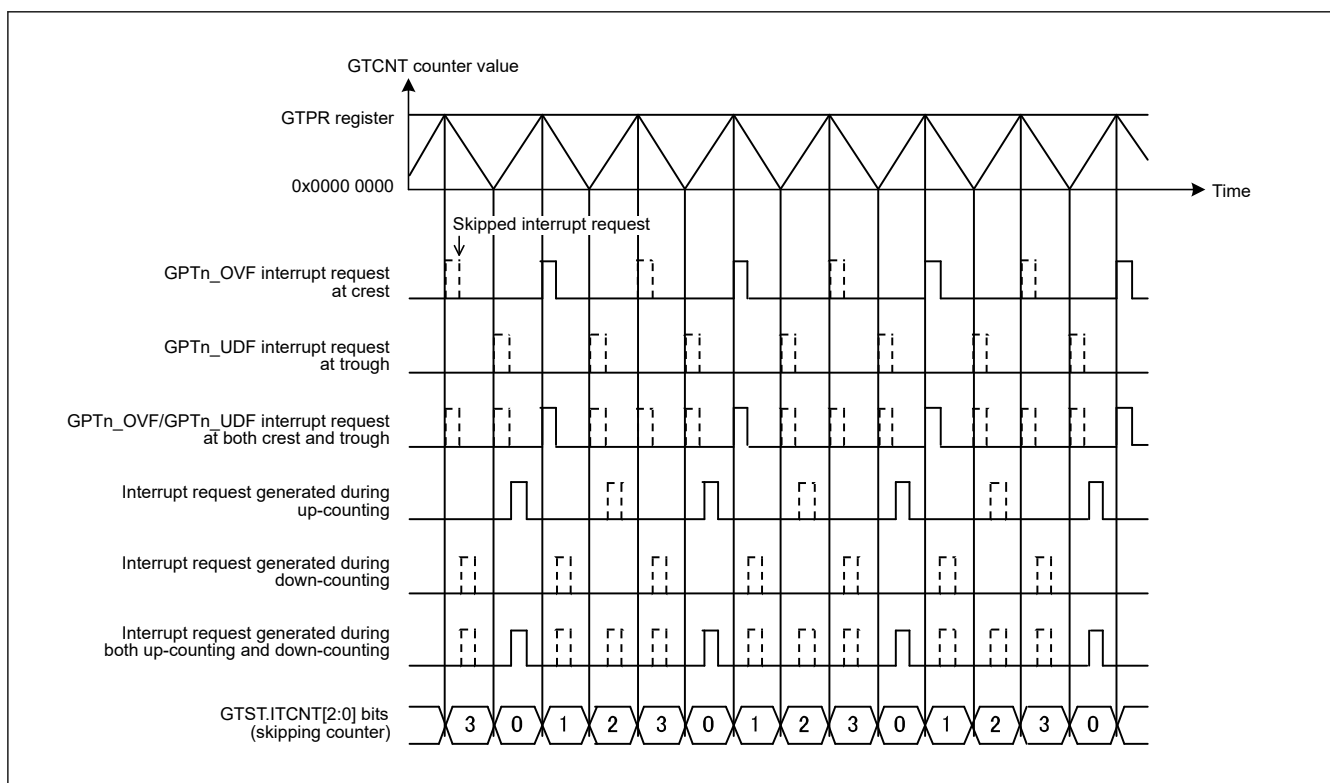 GTCNT counter value
GTPR register
0x0000 0000
Time
Skipped interrupt request
GPTn_OVF interrupt request
at crest
GPTn_UDF interrupt request
at trough
GPTn_OVF/GPTn_UDF interrupt request
at both crest and trough
Interrupt request generated during
up-counting
Interrupt request generated during
down-counting
Interrupt request generated during
both up-counting and down-counting
GTST.ITCNT[2:0] bits
(skipping counter)
3 0 1 2 3 0 1 2 3 0 1 2 3 0